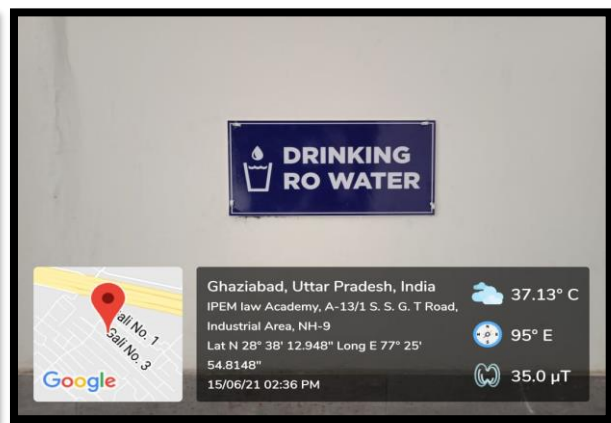 DRINKING
RO WATER
Ghaziabad, Uttar Pradesh, India
IPEM law Academy, A-13/1 S. S. G. T Road,
Industrial Area, NH-9
Lat N 28° 38' 12.948" Long E 77° 25'
54.8148"
15/06/21 02:36 PM
37.13° C
95° E
35.0 µT
Gali No. 1
Gali No. 3
Google